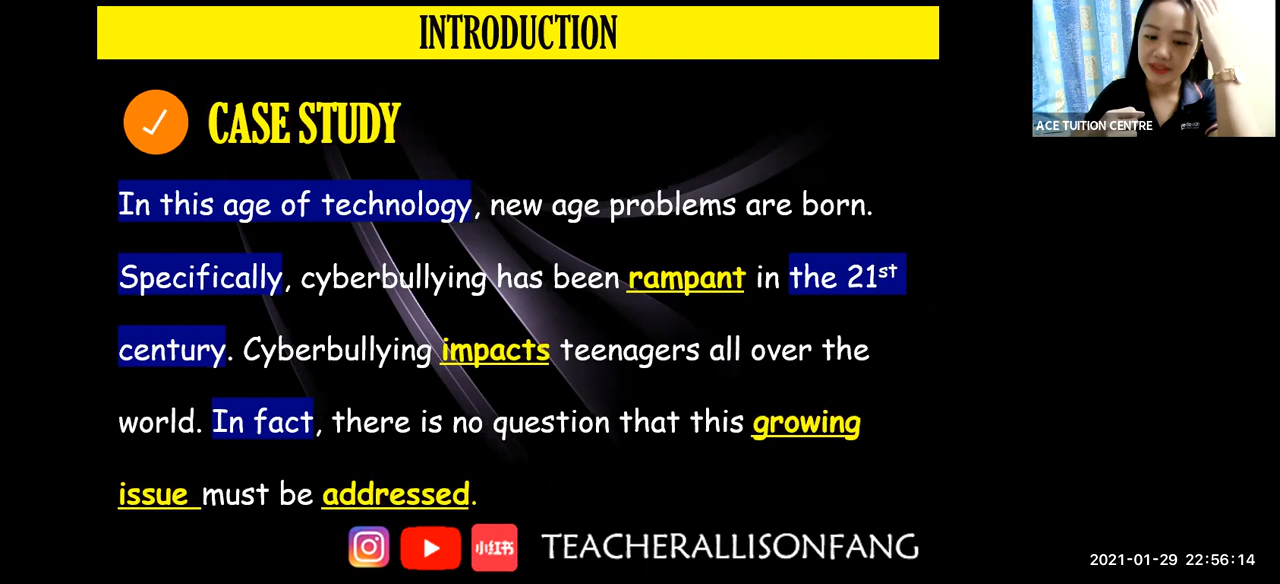 INTRODUCTION
ACE TUITION CENTRE
CASE STUDY
In this age of technology, new age problems are born.
Specifically, cyberbullying has been rampant in the 21st
century. Cyberbullying impacts teenagers all over the
world. In fact, there is no question that this growing
issue must be addressed.
小红书 TEACHERALLISONFANG
2021-01-29 22:56:14